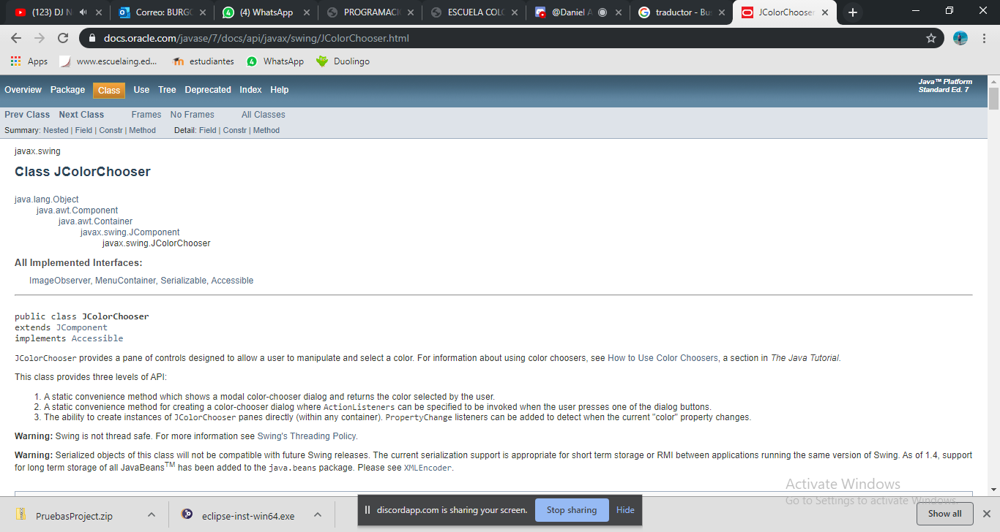 (123) DJ N
Correo: BURGO
(4) WhatsApp
PROGRAMACI
ESCUELA COLO
@Daniel A
traductor - Bus
JColorChooser
docs.oracle.com/javase/7/docs/api/javax/swing/JColorChooser.html
Apps
www.escuelaing.ed...
estudiantes
WhatsApp
Duolingo
Overview Package Class Use Tree Deprecated Index Help
Java™ Platform
Standard Ed. 7
Prev Class Next Class Frames No Frames All Classes
Summary: Nested | Field | Constr | Method Detail: Field | Constr | Method
javax.swing
Class JColorChooser
java.lang.Object
java.awt.Component
java.awt.Container
javax.swing.JComponent
javax.swing.JColorChooser
All Implemented Interfaces:
ImageObserver, MenuContainer, Serializable, Accessible
public class JColorChooser
extends JComponent
implements Accessible
JColorChooser provides a pane of controls designed to allow a user to manipulate and select a color. For information about using color choosers, see How to Use Color Choosers, a section in The Java Tutorial.
This class provides three levels of API:
1. A static convenience method which shows a modal color-chooser dialog and returns the color selected by the user.
2. A static convenience method for creating a color-chooser dialog where ActionListeners can be specified to be invoked when the user presses one of the dialog buttons.
3. The ability to create instances of JColorChooser panes directly (within any container). PropertyChange listeners can be added to detect when the current "color" property changes.
Warning: Swing is not thread safe. For more information see Swing's Threading Policy.
Warning: Serialized objects of this class will not be compatible with future Swing releases. The current serialization support is appropriate for short term storage or RMI between applications running the same version of Swing. As of 1.4, support
for long term storage of all JavaBeans™ has been added to the java.beans package. Please see XMLEncoder.
Activate Windows
Go to Settings to activate Windows.
PruebasProject.zip
eclipse-inst-win64.exe
discordapp.com is sharing your screen.
Stop sharing
Hide
Show all